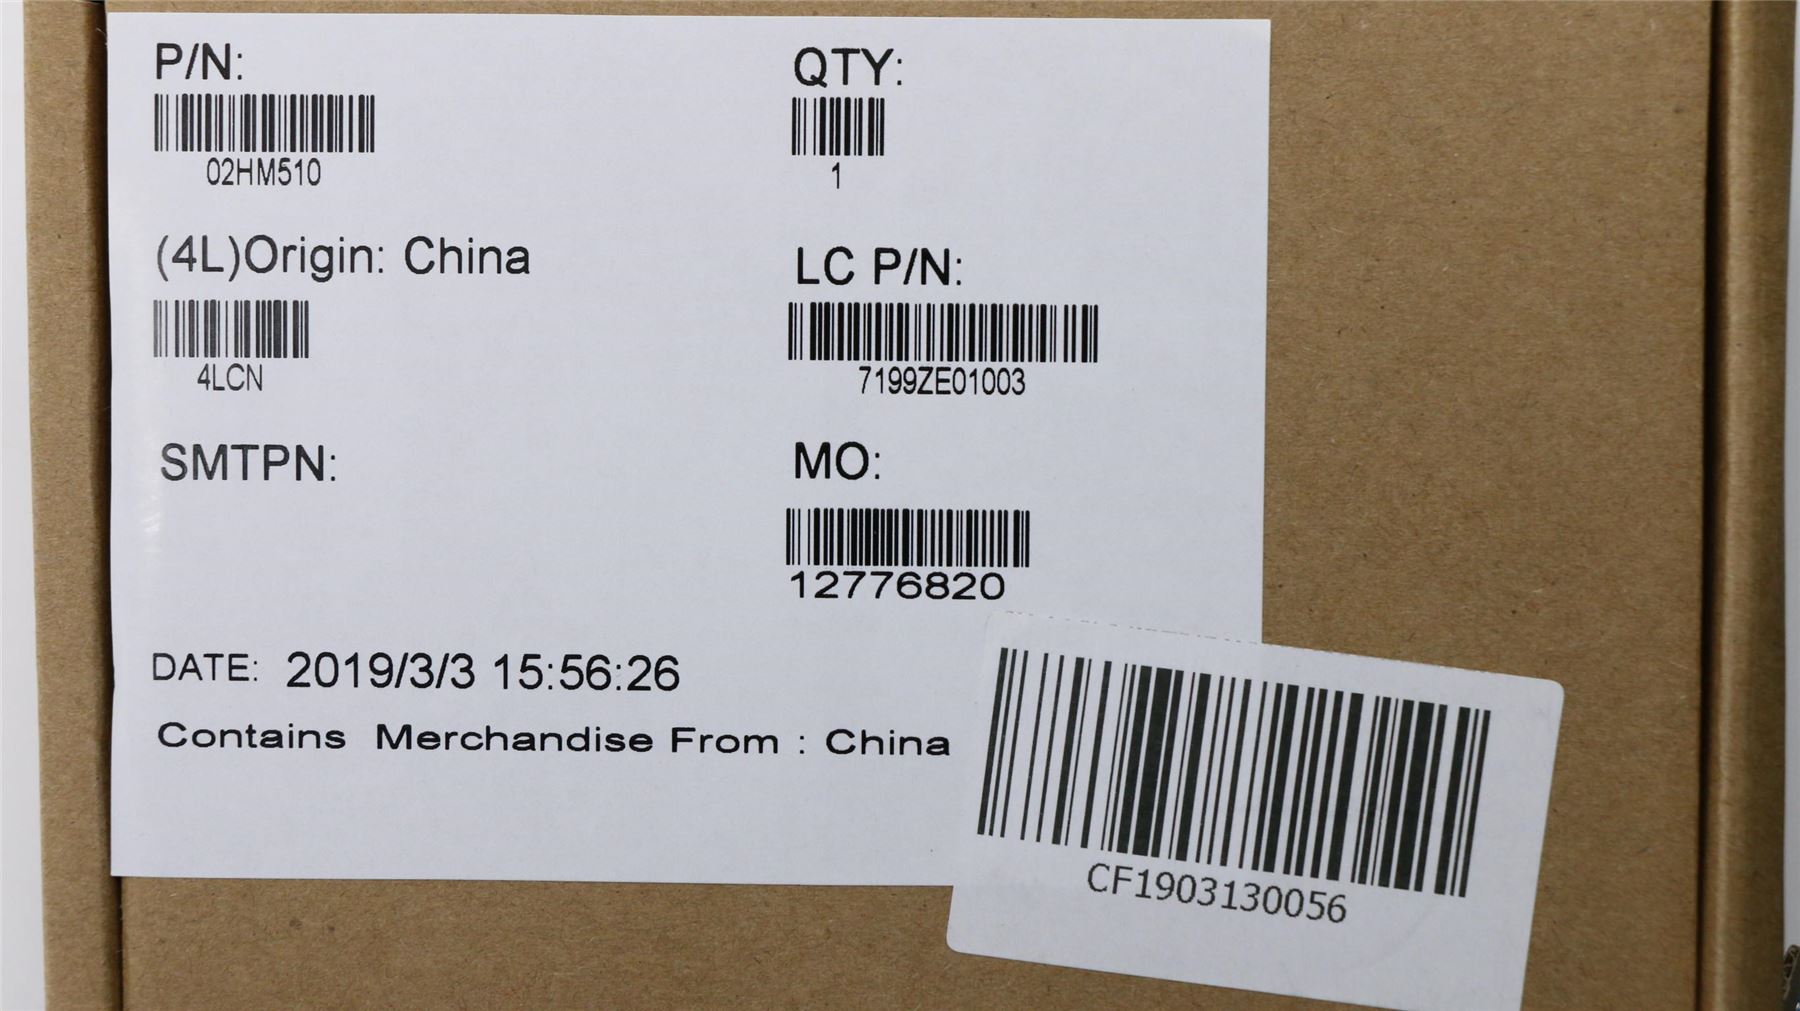 P/N:
02HM510
QTY:
1
(4L)Origin: China
4LCN
LC P/N:
7199ZE01003
SMTPN:
MO:
12776820
DATE: 2019/3/3 15:56:26
Contains Merchandise From : China
CF1903130056